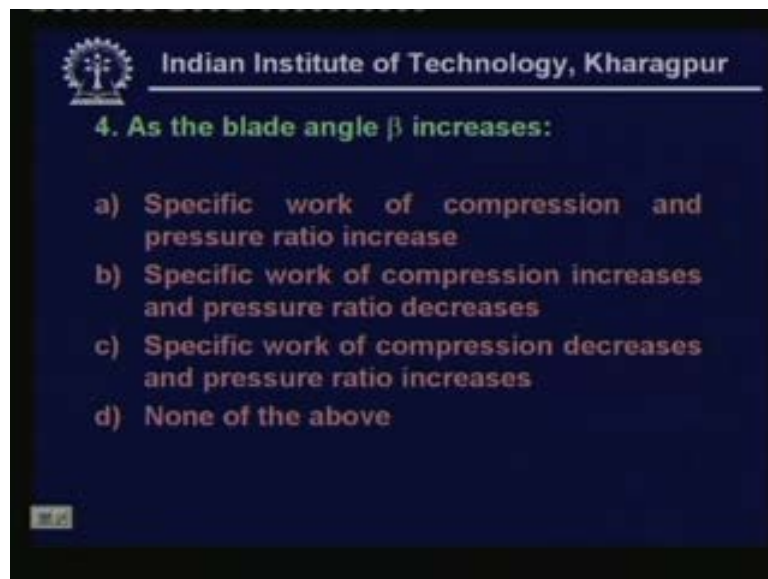 Indian Institute of Technology, Kharagpur
4. As the blade angle β increases:
a) Specific work of compression and
pressure ratio increase
b) Specific work of compression increases
and pressure ratio decreases
c) Specific work of compression decreases
and pressure ratio increases
d) None of the above